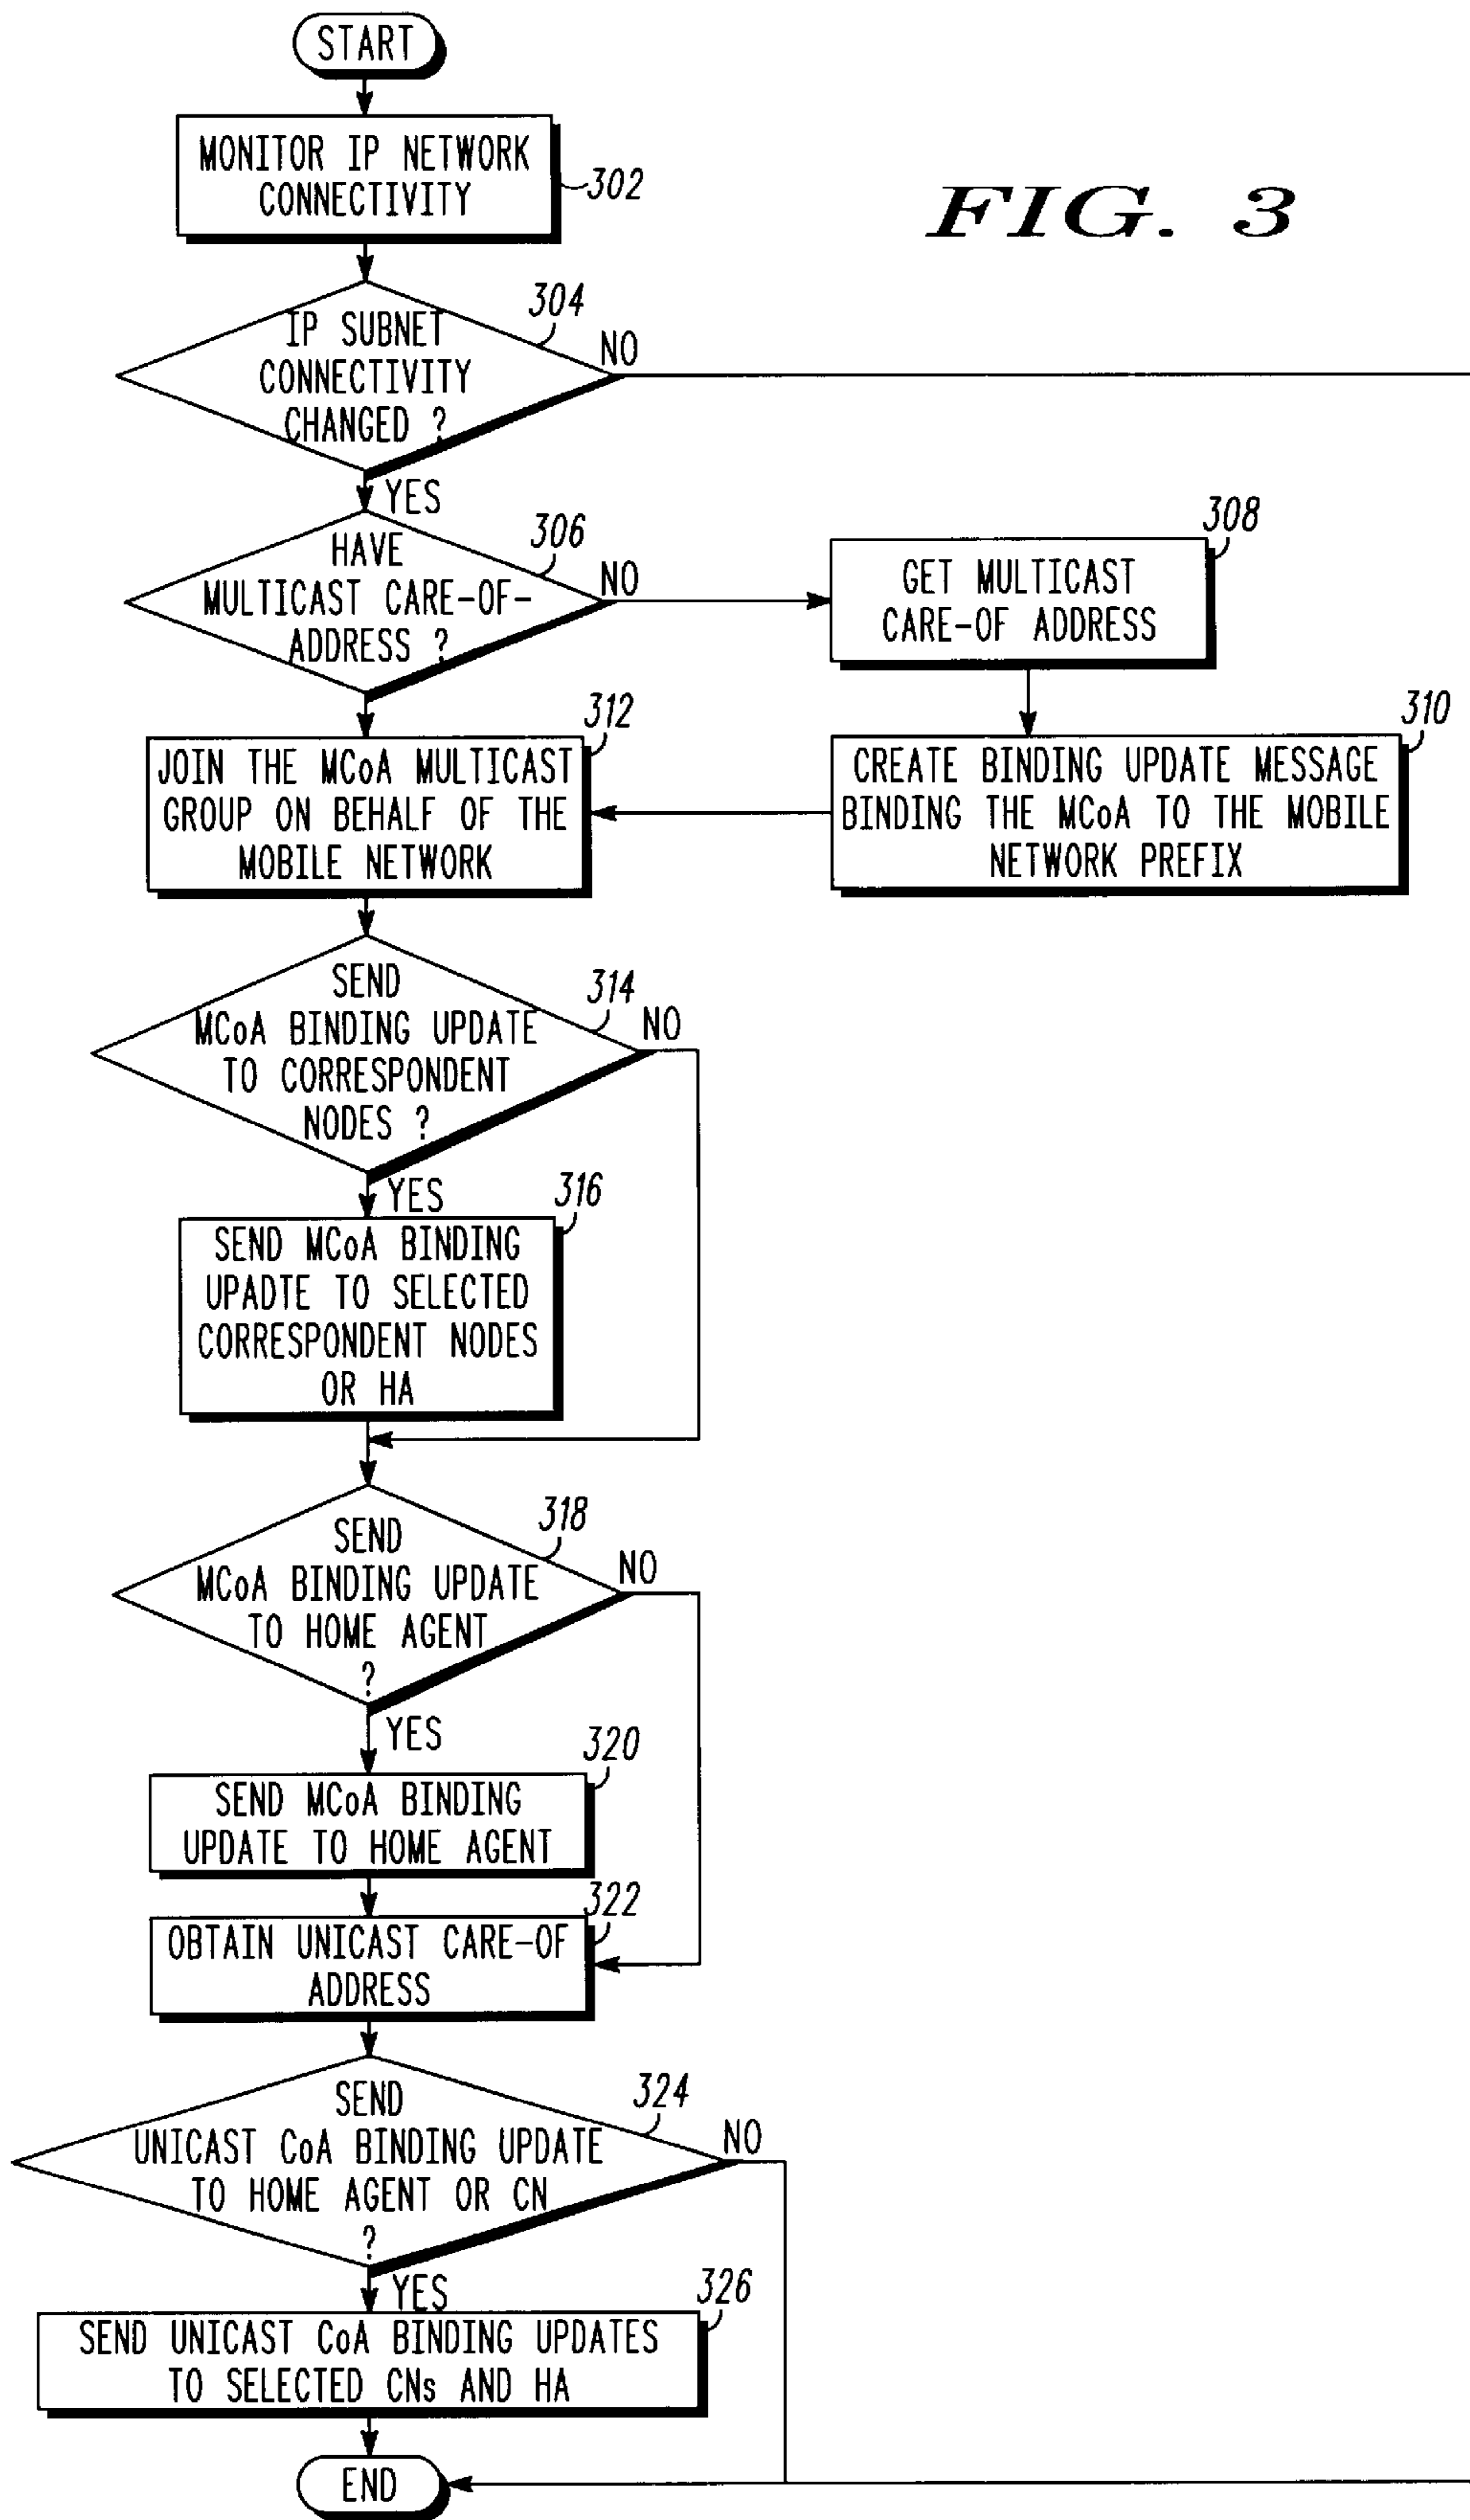 START
MONITOR IP NETWORK
CONNECTIVITY
302
FIG. 3
304
IP SUBNET
CONNECTIVITY
CHANGED ?
NO
YES
306
HAVE
MULTICAST CARE-OF-
ADDRESS ?
NO
308
GET MULTICAST
CARE-OF ADDRESS
310
CREATE BINDING UPDATE MESSAGE
BINDING THE MCoA TO THE MOBILE
NETWORK PREFIX
312
JOIN THE MCoA MULTICAST
GROUP ON BEHALF OF THE
MOBILE NETWORK
314
SEND
MCoA BINDING UPDATE
TO CORRESPONDENT
NODES ?
NO
YES
316
SEND MCoA BINDING
UPADTE TO SELECTED
CORRESPONDENT NODES
OR HA
318
SEND
MCoA BINDING UPDATE
TO HOME AGENT
?
NO
YES
320
SEND MCoA BINDING
UPDATE TO HOME AGENT
322
OBTAIN UNICAST CARE-OF
ADDRESS
324
SEND
UNICAST CoA BINDING UPDATE
TO HOME AGENT OR CN
?
NO
YES
326
SEND UNICAST CoA BINDING UPDATES
TO SELECTED CNs AND HA
END